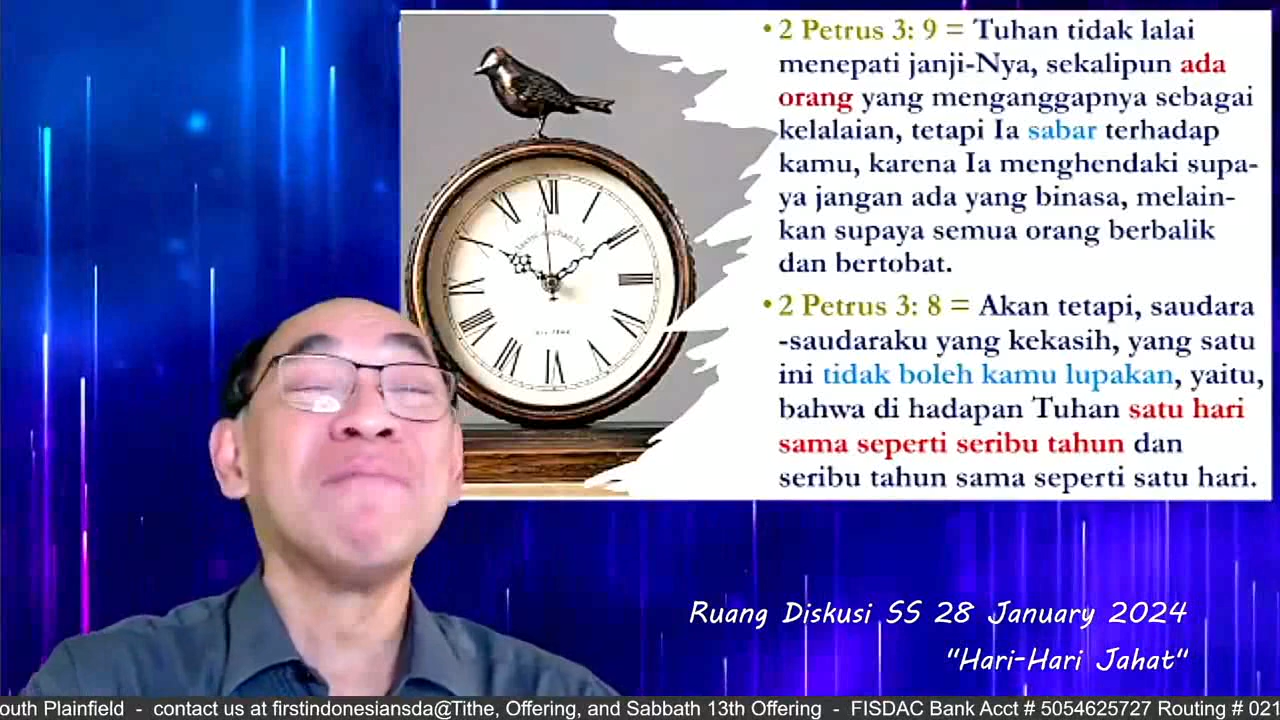 • 2 Petrus 3: 9 = Tuhan tidak lalai
menepati janji-Nya, sekalipun ada
orang yang menganggapnya sebagai
kelalaian, tetapi Ia sabar terhadap
kamu, karena Ia menghendaki supa-
ya jangan ada yang binasa, melain-
kan supaya semua orang berbalik
dan bertobat.
• 2 Petrus 3: 8 = Akan tetapi, saudara
-saudaraku yang kekasih, yang satu
ini tidak boleh kamu lupakan, yaitu,
bahwa di hadapan Tuhan satu hari
sama seperti seribu tahun dan
seribu tahun sama seperti satu hari.
Ruang Diskusi SS 28 January 2024
"Hari-Hari Jahat"
outh Plainfield - contact us at firstindonesiansda@Tithe, Offering, and Sabbath 13th Offering - FISDAC Bank Acct # 5054625727 Routing # 021